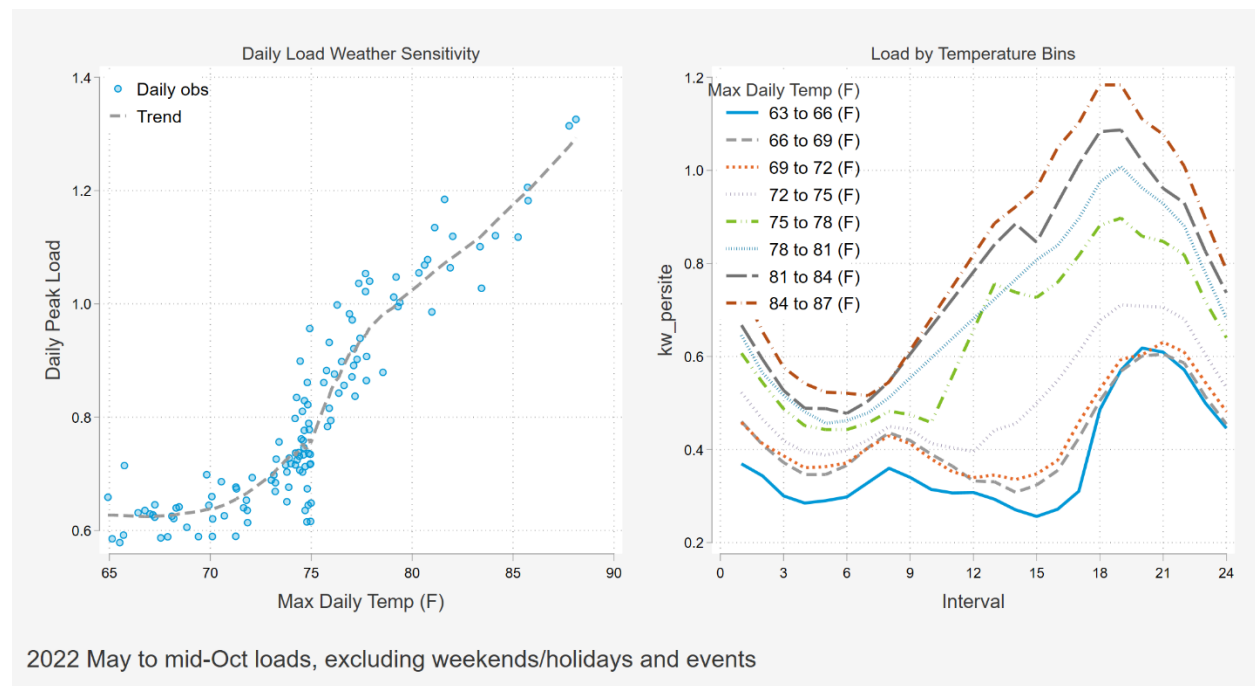 Daily Load Weather Sensitivity
1.4
1.2
1.0
0.8
0.6
Daily Peak Load
Daily obs
Trend
65 70 75 80 85 90
Max Daily Temp (F)
Load by Temperature Bins
1.2
1.0
0.8
0.6
0.4
0.2
kw_persite
Max Daily Temp (F)
63 to 66 (F)
66 to 69 (F)
69 to 72 (F)
72 to 75 (F)
75 to 78 (F)
78 to 81 (F)
81 to 84 (F)
84 to 87 (F)
0 3 6 9 12 15 18 21 24
Interval
2022 May to mid-Oct loads, excluding weekends/holidays and events